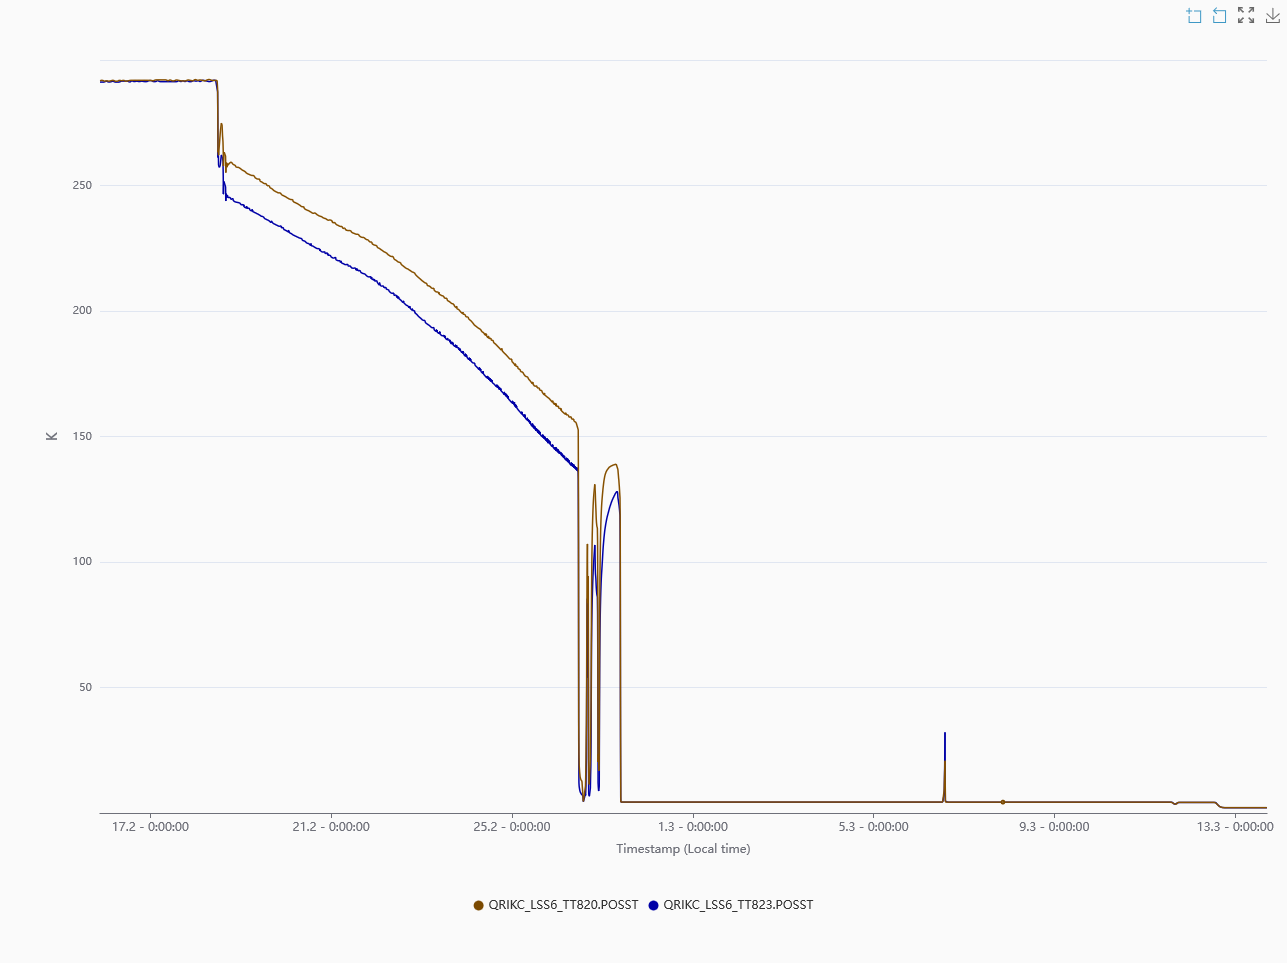 250
200
150
100
50
K
17.2 - 0:00:00 21.2 - 0:00:00 25.2 - 0:00:00 1.3 - 0:00:00 5.3 - 0:00:00 9.3 - 0:00:00 13.3 - 0:00:00
Timestamp (Local time)
QRIKC_LSS6_TT820.POSST QRIKC_LSS6_TT823.POSST